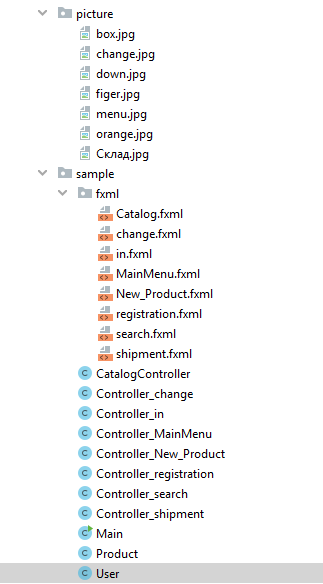 picture
box.jpg
change.jpg
down.jpg
figer.jpg
menu.jpg
orange.jpg
Склад.jpg
sample
fxml
Catalog.fxml
change.fxml
in.fxml
MainMenu.fxml
New_Product.fxml
registration.fxml
search.fxml
shipment.fxml
CatalogController
Controller_change
Controller_in
Controller_MainMenu
Controller_New_Product
Controller_registration
Controller_search
Controller_shipment
Main
Product
User